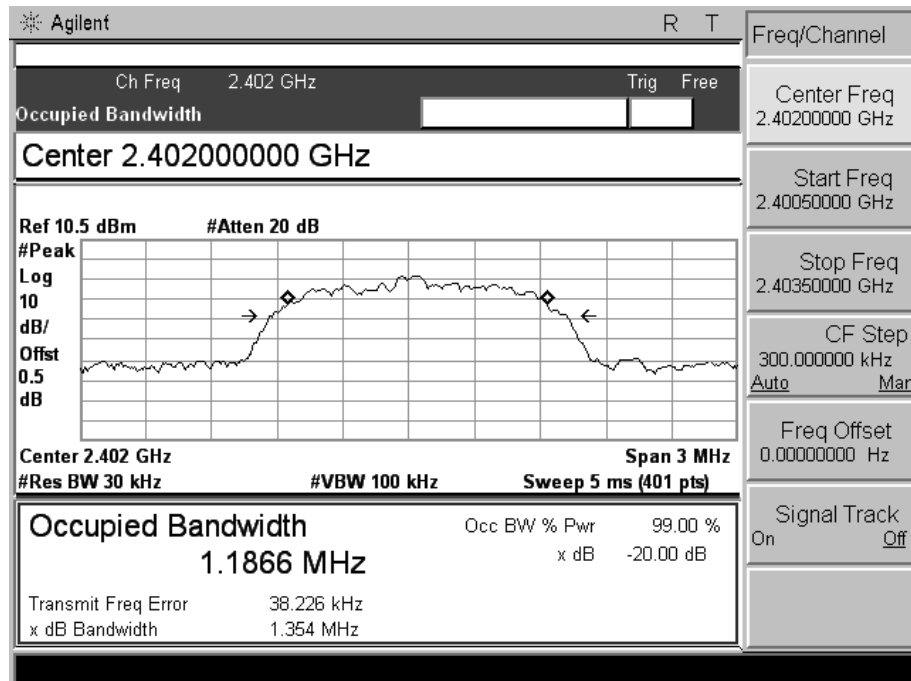 Agilent R T
Ch Freq 2.402 GHz Trig Free
Occupied Bandwidth
Center 2.402000000 GHz
Ref 10.5 dBm #Atten 20 dB
#Peak
Log
10
dB/
Offst
0.5
dB
Center 2.402 GHz Span 3 MHz
#Res BW 30 kHz #VBW 100 kHz Sweep 5 ms (401 pts)
Occupied Bandwidth
1.1866 MHz
Occ BW % Pwr 99.00 %
x dB -20.00 dB
Transmit Freq Error 38.226 kHz
x dB Bandwidth 1.354 MHz
Freq/Channel
Center Freq
2.40200000 GHz
Start Freq
2.40050000 GHz
Stop Freq
2.40350000 GHz
CF Step
300.000000 kHz
Auto Man
Freq Offset
0.00000000 Hz
Signal Track
On Off